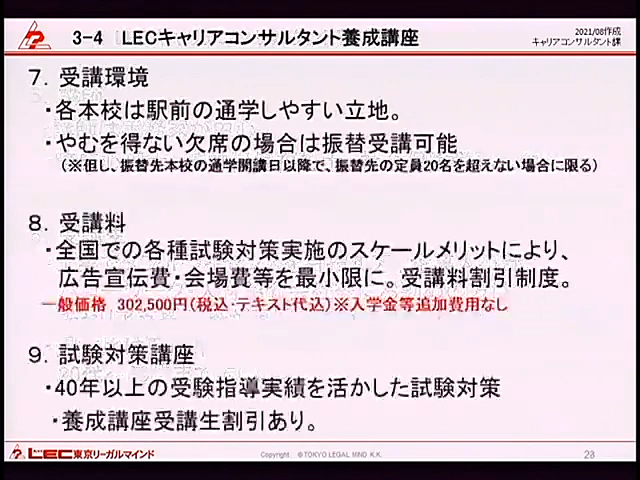 3-4 LECキャリアコンサルタント養成講座
2021/08作成
キャリアコンサルタント課
7．受講環境
・各本校は駅前の通学しやすい立地。
・やむを得ない欠席の場合は振替受講可能
（※但し、振替先本校の通学開講日以降で、振替先の定員20名を超えない場合に限る）
8．受講料
・全国での各種試験対策実施のスケールメリットにより、
広告宣伝費・会場費等を最小限に。受講料割引制度。
一般価格 302,500円（税込・テキスト代込）※入学金等追加費用なし
9．試験対策講座
・40年以上の受験指導実績を活かした試験対策
・養成講座受講生割引あり。
LEC東京リーガルマインド
Copyright ©TOKYO LEGAL MIND K.K.
23